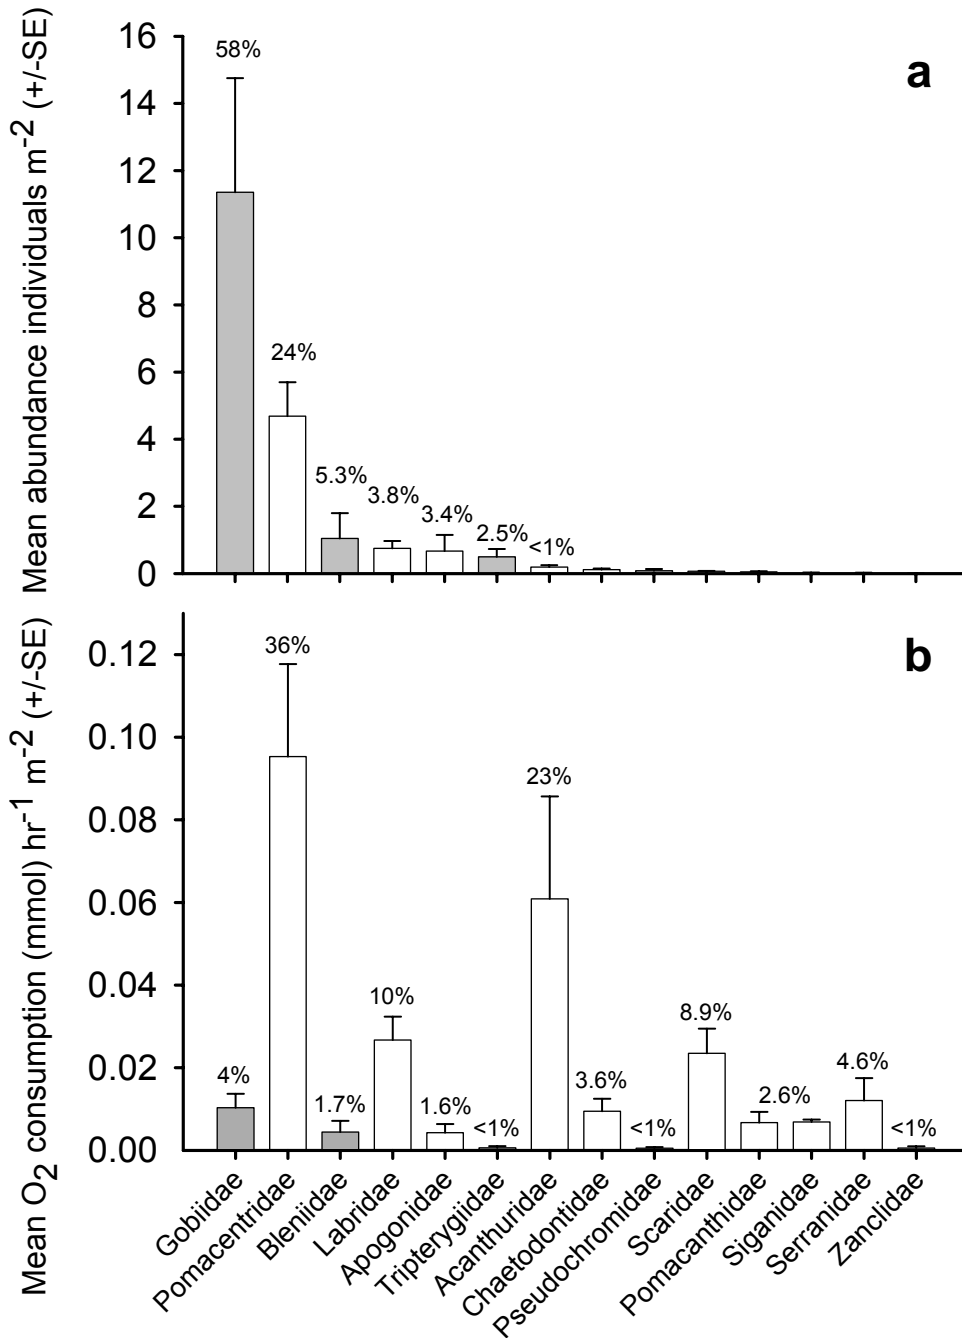 Mean abundance individuals m-2 (+/-SE)
16
14
12
10
8
6
4
2
0
58%
24%
5.3%
3.8%
3.4%
2.5%
<1%
a
Mean O2 consumption (mmol) hr-1 m-2 (+/-SE)
0.12
0.10
0.08
0.06
0.04
0.02
0.00
4%
36%
1.7%
10%
1.6%
<1%
23%
3.6%
<1%
8.9%
2.6%
4.6%
<1%
b
Gobiidae
Pomacentridae
Bleniidae
Labridae
Apogonidae
Tripterygiidae
Acanthuridae
Chaetodontidae
Pseudochromidae
Scaridae
Pomacanthidae
Siganidae
Serranidae
Zanclidae